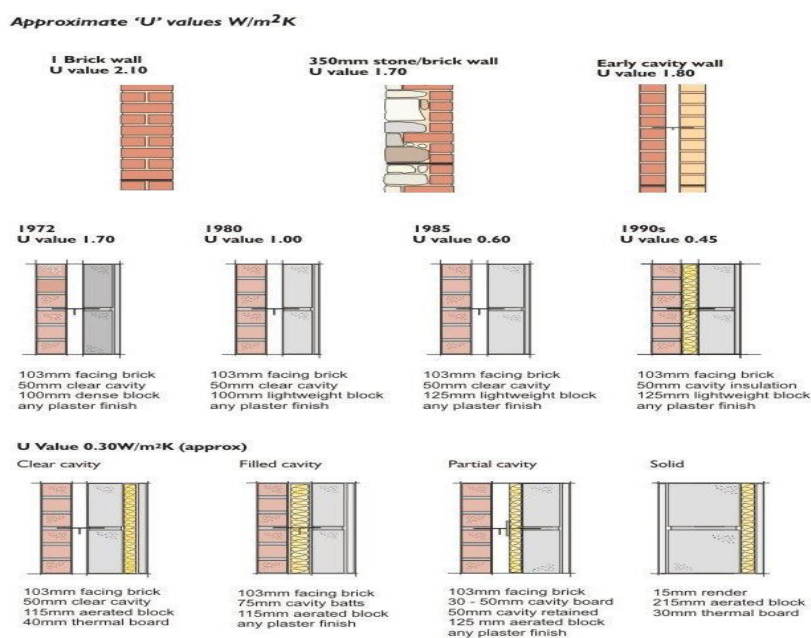 Approximate ‘U’ values W/m²K
1 Brick wall
U value 2.10
350mm stone/brick wall
U value 1.70
Early cavity wall
U value 1.80
1972
U value 1.70
1980
U value 1.00
1985
U value 0.60
1990s
U value 0.45
103mm facing brick
50mm clear cavity
100mm dense block
any plaster finish
103mm facing brick
50mm clear cavity
100mm lightweight block
any plaster finish
103mm facing brick
50mm clear cavity
125mm lightweight block
any plaster finish
103mm facing brick
50mm cavity insulation
125mm lightweight block
any plaster finish
U Value 0.30W/m²K (approx)
Clear cavity
Filled cavity
Partial cavity
Solid
103mm facing brick
50mm clear cavity
115mm aerated block
40mm thermal board
103mm facing brick
75mm cavity batts
115mm aerated block
any plaster finish
103mm facing brick
30 - 50mm cavity board
50mm cavity retained
125 mm aerated block
any plaster finish
15mm render
215mm aerated block
30mm thermal board